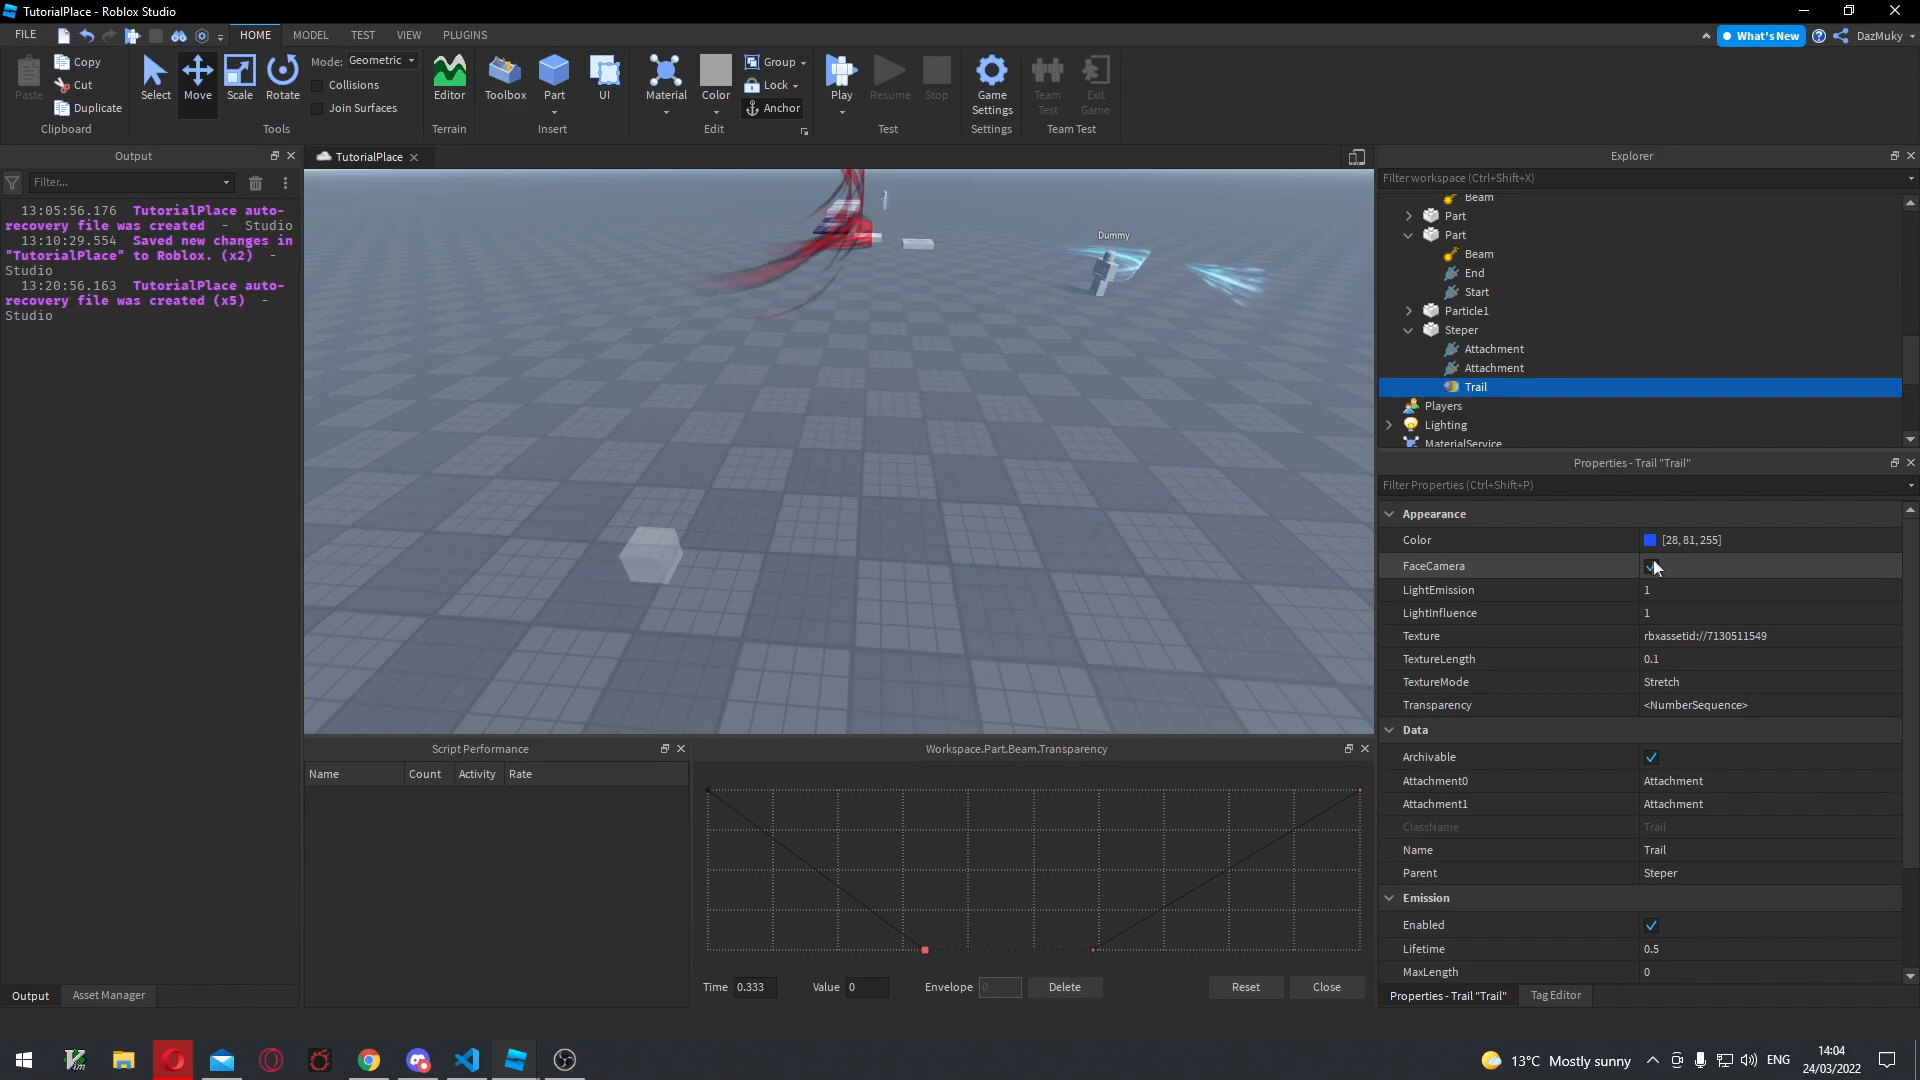 TutorialPlace - Roblox Studio
FILE HOME MODEL TEST VIEW PLUGINS What's New DazMuky
Paste Copy Cut Duplicate Clipboard
Select Move Scale Rotate Mode: Geometric Collisions Join Surfaces Tools
Editor Terrain
Toolbox Part UI Insert
Material Color Group Lock Anchor Edit
Play Resume Stop Test
Game Settings Settings
Team Test Exit Game Team Test
Output
Filter...
13:05:56.176 TutorialPlace auto-
recovery file was created - Studio
13:10:29.554 Saved new changes in
"TutorialPlace" to Roblox. (x2) -
Studio
13:20:56.163 TutorialPlace auto-
recovery file was created (x5) -
Studio
Output Asset Manager
TutorialPlace
Dummy
Script Performance
Name Count Activity Rate
Workspace.Part.Beam.Transparency
Time 0.333 Value 0 Envelope 0 Delete Reset Close
Explorer
Filter workspace (Ctrl+Shift+X)
Beam
Part
Part
Beam
End
Start
Particle1
Steper
Attachment
Attachment
Trail
Players
Lighting
MaterialService
Properties - Trail "Trail"
Filter Properties (Ctrl+Shift+P)
Appearance
Color [28, 81, 255]
FaceCamera
LightEmission 1
LightInfluence 1
Texture rbxassetid://7130511549
TextureLength 0.1
TextureMode Stretch
Transparency <NumberSequence>
Data
Archivable
Attachment0 Attachment
Attachment1 Attachment
ClassName Trail
Name Trail
Parent Steper
Emission
Enabled
Lifetime 0.5
MaxLength 0
Properties - Trail "Trail" Tag Editor
13°C Mostly sunny ENG 14:04
24/03/2022